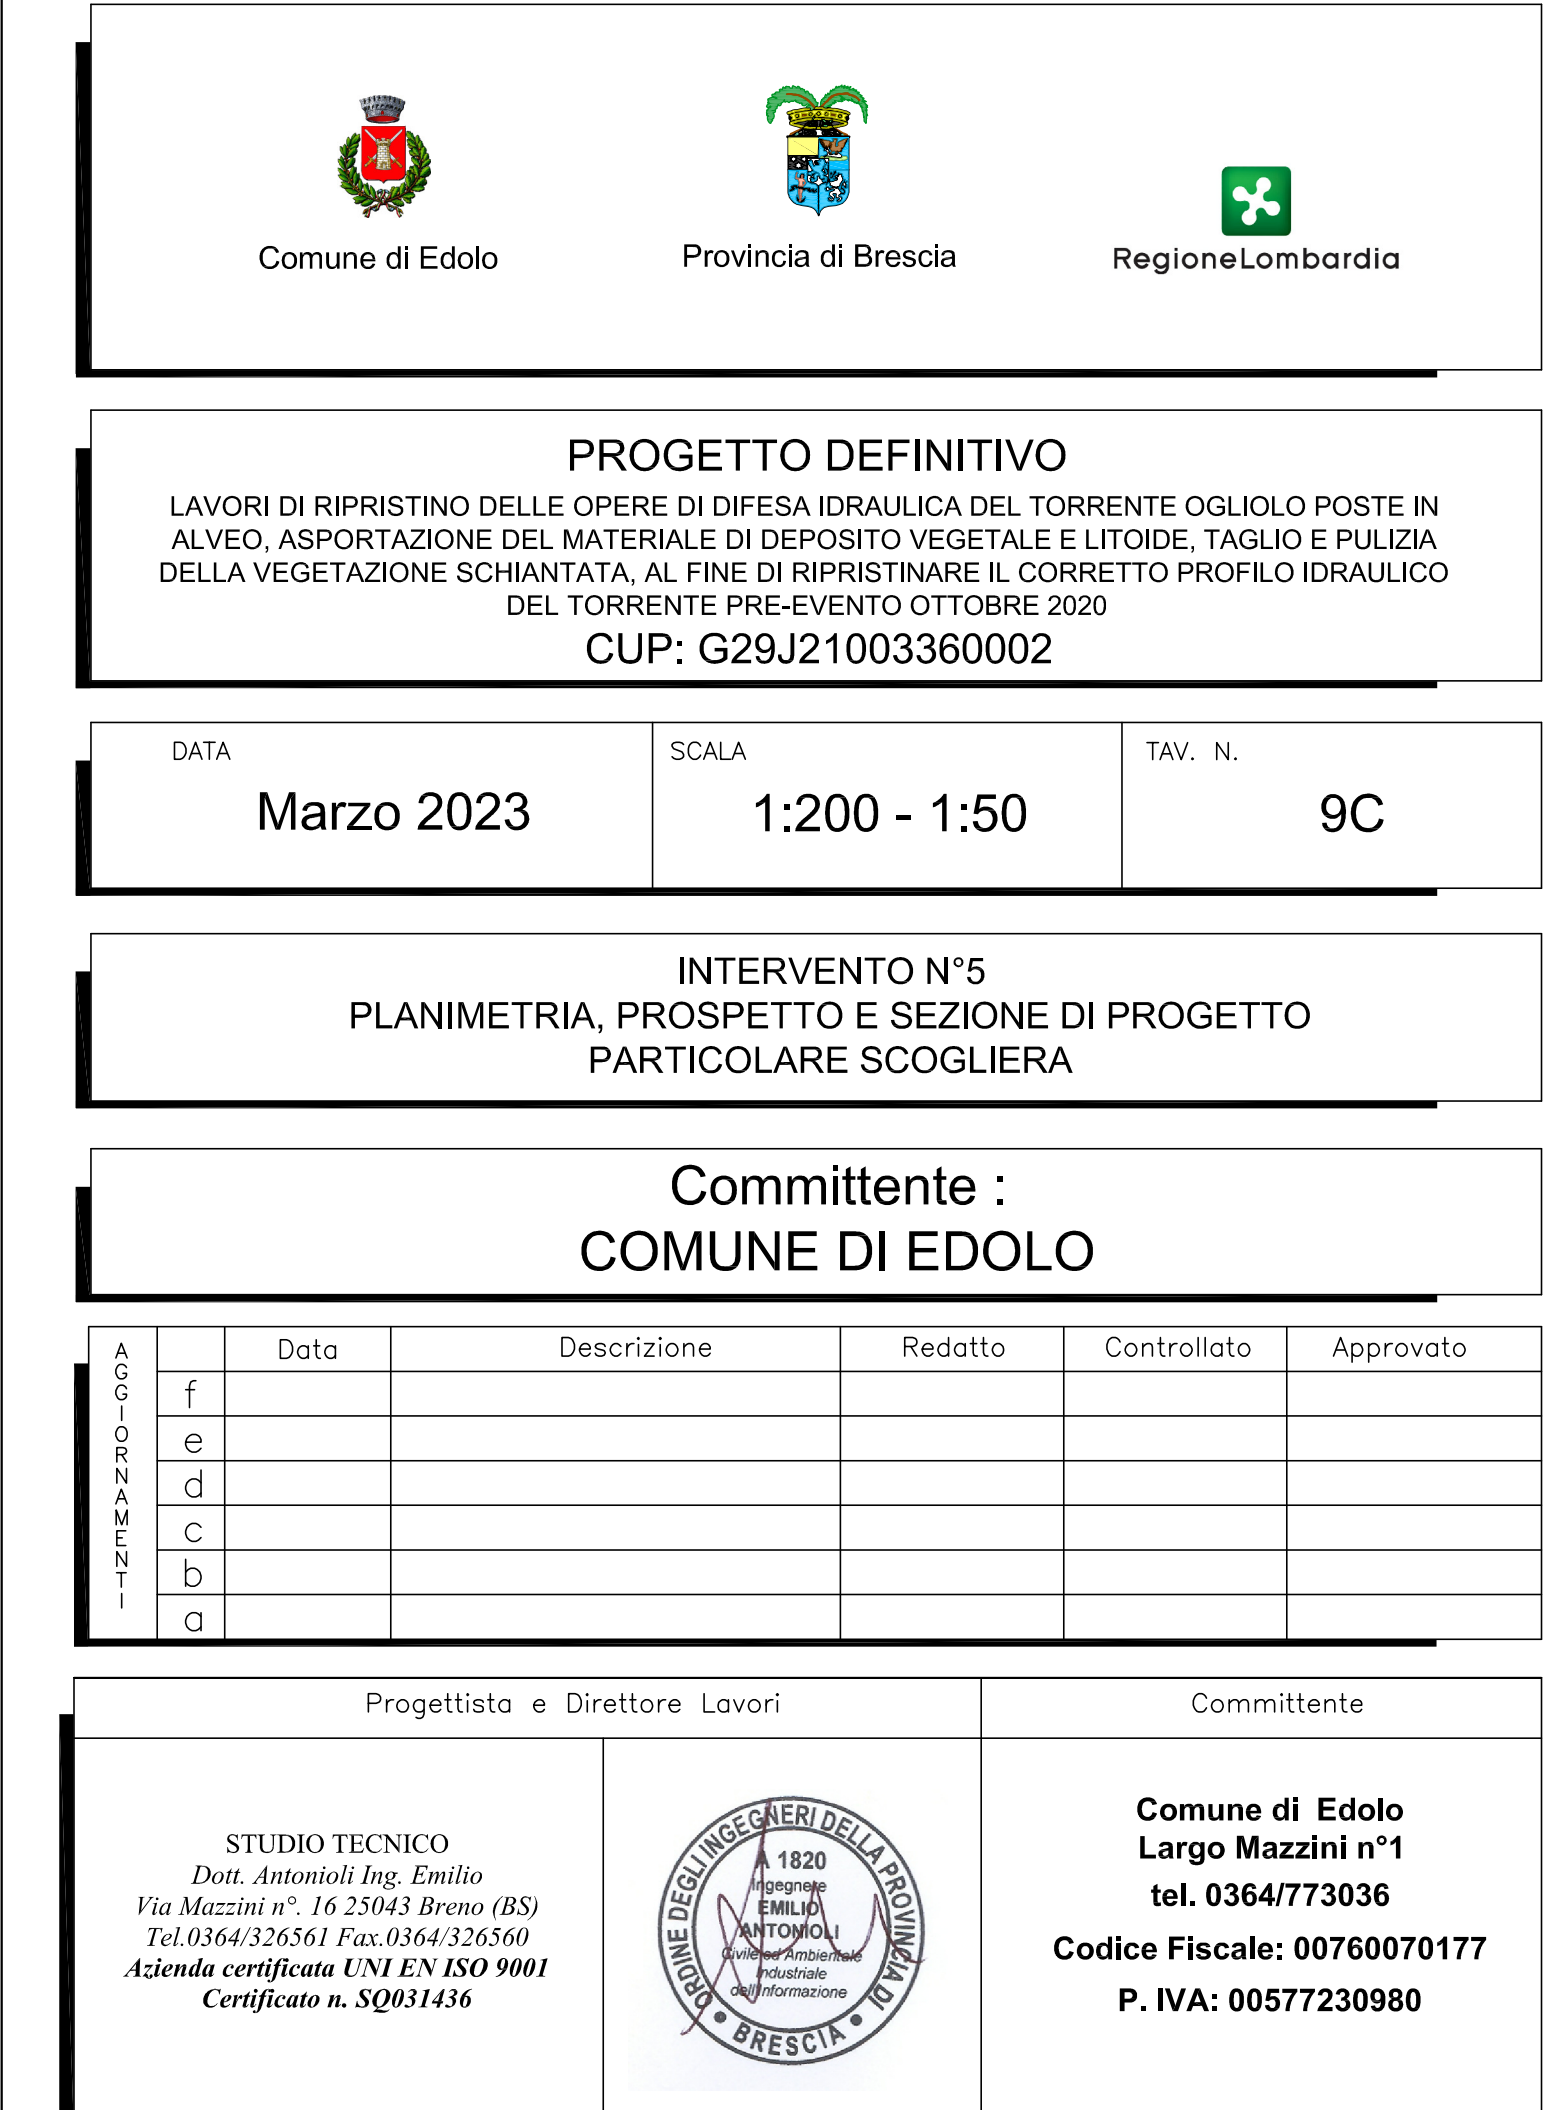 Comune di Edolo
Provincia di Brescia
RegioneLombardia
PROGETTO DEFINITIVO
LAVORI DI RIPRISTINO DELLE OPERE DI DIFESA IDRAULICA DEL TORRENTE OGLIOLO POSTE IN
ALVEO, ASPORTAZIONE DEL MATERIALE DI DEPOSITO VEGETALE E LITOIDE, TAGLIO E PULIZIA
DELLA VEGETAZIONE SCHIANTATA, AL FINE DI RIPRISTINARE IL CORRETTO PROFILO IDRAULICO
DEL TORRENTE PRE-EVENTO OTTOBRE 2020
CUP: G29J21003360002
DATA
Marzo 2023
SCALA
1:200 - 1:50
TAV. N.
9C
INTERVENTO N°5
PLANIMETRIA, PROSPETTO E SEZIONE DI PROGETTO
PARTICOLARE SCOGLIERA
Committente :
COMUNE DI EDOLO
AGGIORNAMENTI
Data Descrizione Redatto Controllato Approvato
f
e
d
c
b
a
Progettista e Direttore Lavori
STUDIO TECNICO
Dott. Antonioli Ing. Emilio
Via Mazzini n°. 16 25043 Breno (BS)
Tel.0364/326561 Fax.0364/326560
Azienda certificata UNI EN ISO 9001
Certificato n. SQ031436
ORDINE DEGLI INGEGNERI DELLA PROVINCIA DI
BRESCIA
A 1820
Ingegnere
EMILIO
ANTONIOLI
Civile ed Ambientale
Industriale
dell'Informazione
Committente
Comune di Edolo
Largo Mazzini n°1
tel. 0364/773036
Codice Fiscale: 00760070177
P. IVA: 00577230980